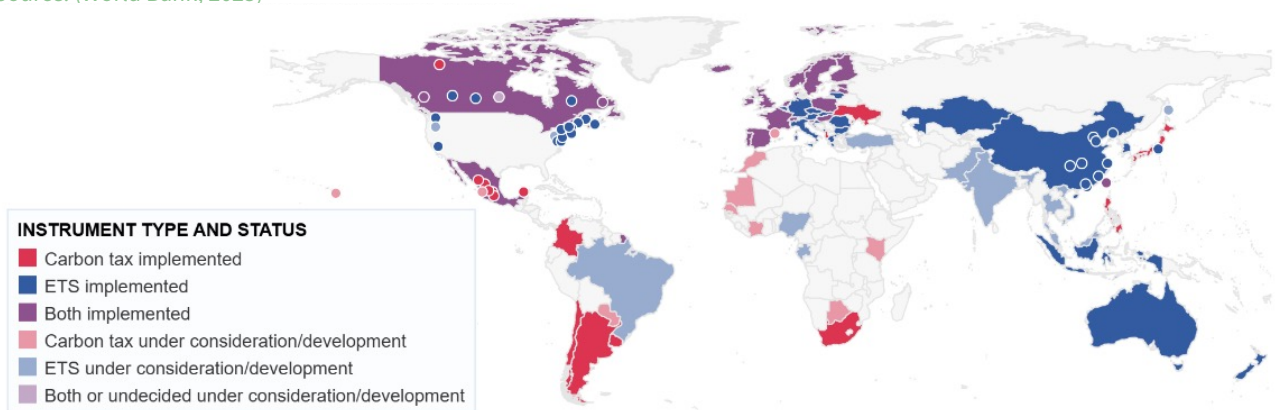 INSTRUMENT TYPE AND STATUS
Carbon tax implemented
ETS implemented
Both implemented
Carbon tax under consideration/development
ETS under consideration/development
Both or undecided under consideration/development